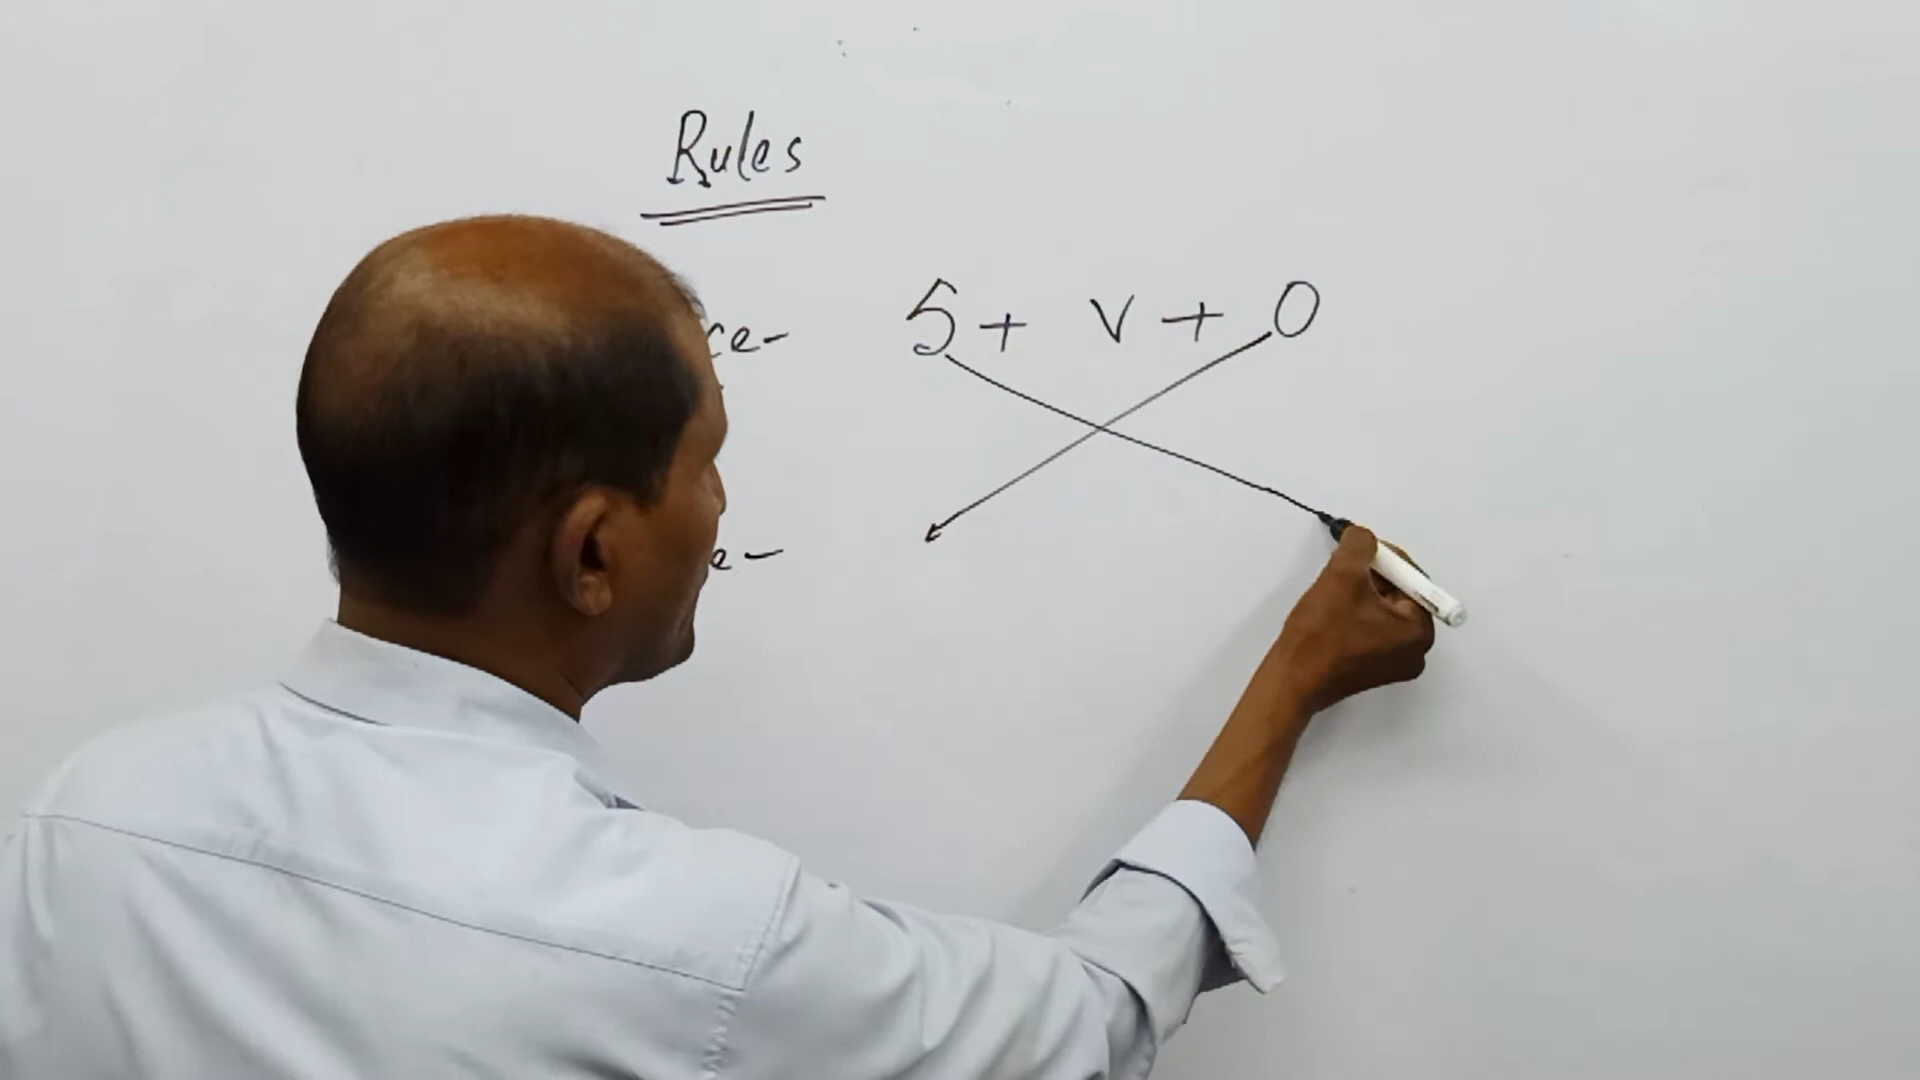 Rules
ce- S + V + O
e-